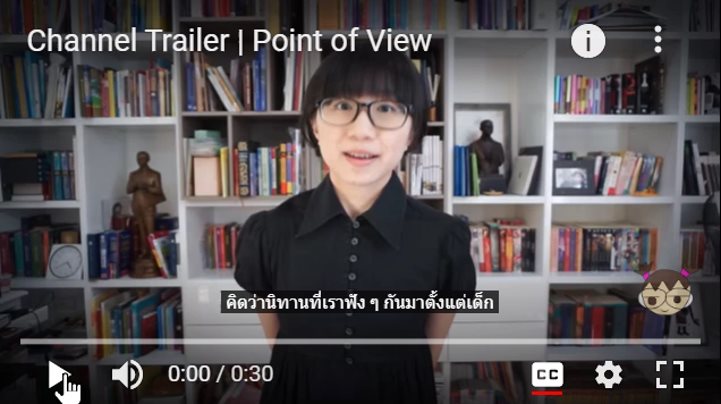 Channel Trailer | Point of View
คิดว่านิทานที่เราฟัง ๆ กันมาตั้งแต่เด็ก
0:00 / 0:30
CC